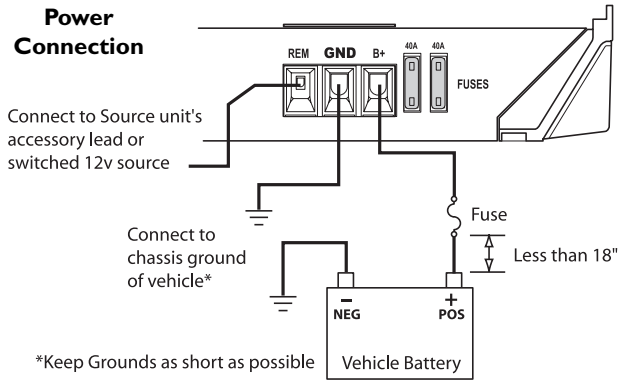 Power
Connection
REM GND B+ 40A 40A
FUSES
Connect to Source unit's
accessory lead or
switched 12v source
Fuse
Less than 18"
Connect to
chassis ground
of vehicle*
− +
NEG POS
*Keep Grounds as short as possible
Vehicle Battery